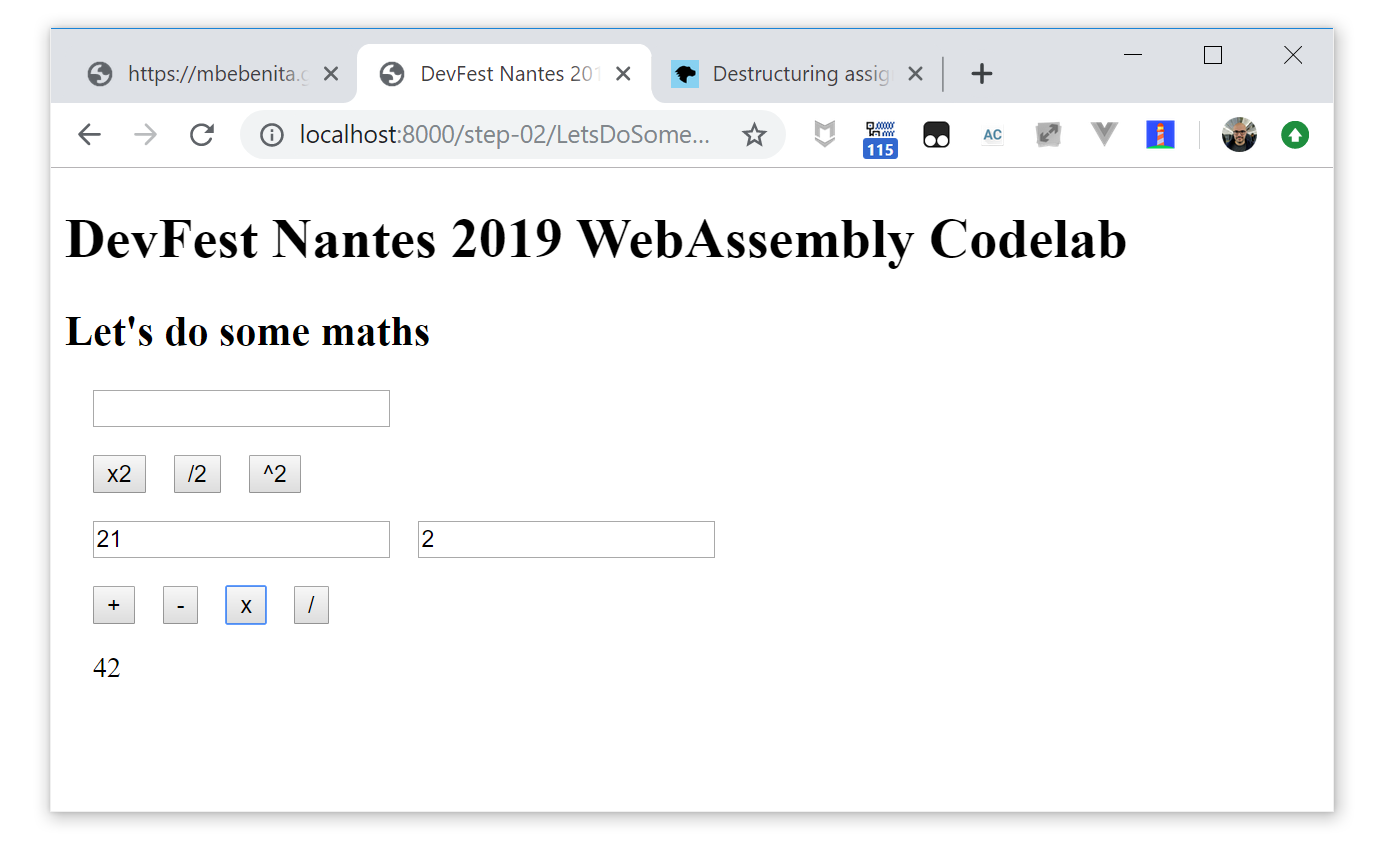 https://mbebenita.g
DevFest Nantes 201
Destructuring assig
localhost:8000/step-02/LetsDoSome...
115
AC
DevFest Nantes 2019 WebAssembly Codelab
Let's do some maths
x2 /2 ^2
21 2
+ - x /
42